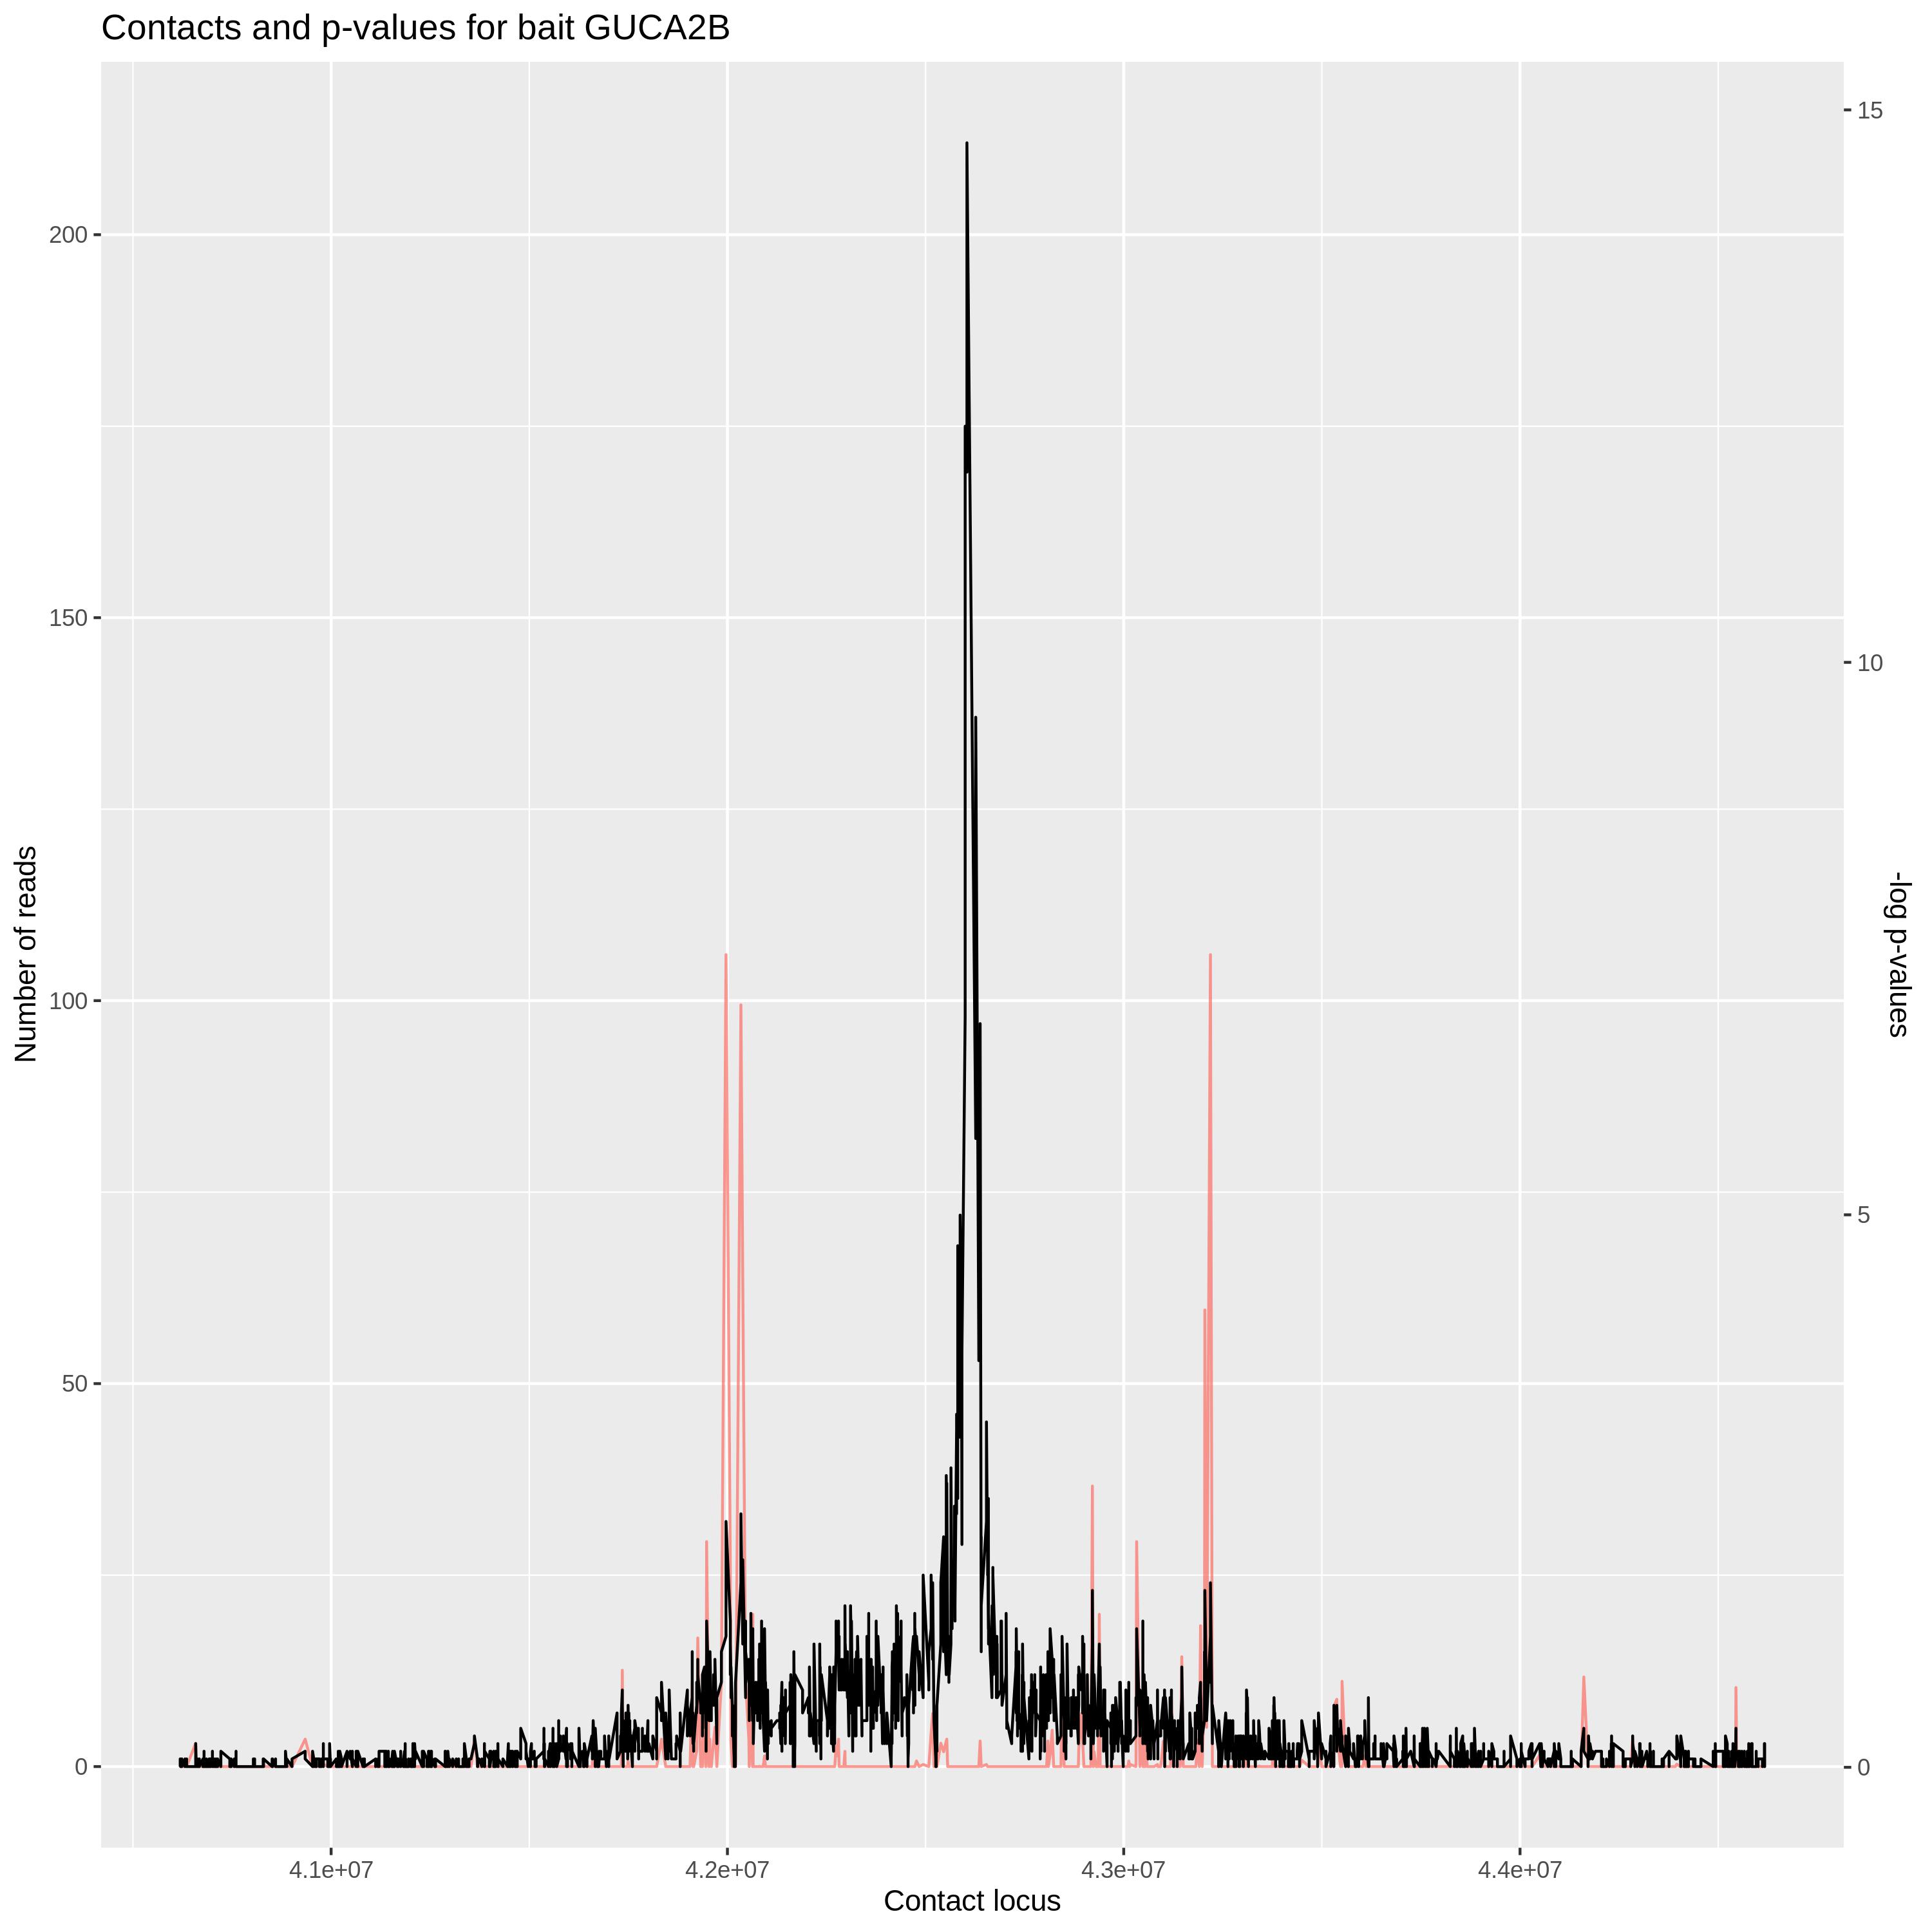 Contacts and p-values for bait GUCA2B
Number of reads
200
150
100
50
0
15
10
5
0
-log p-values
4.1e+07
4.2e+07
4.3e+07
4.4e+07
Contact locus